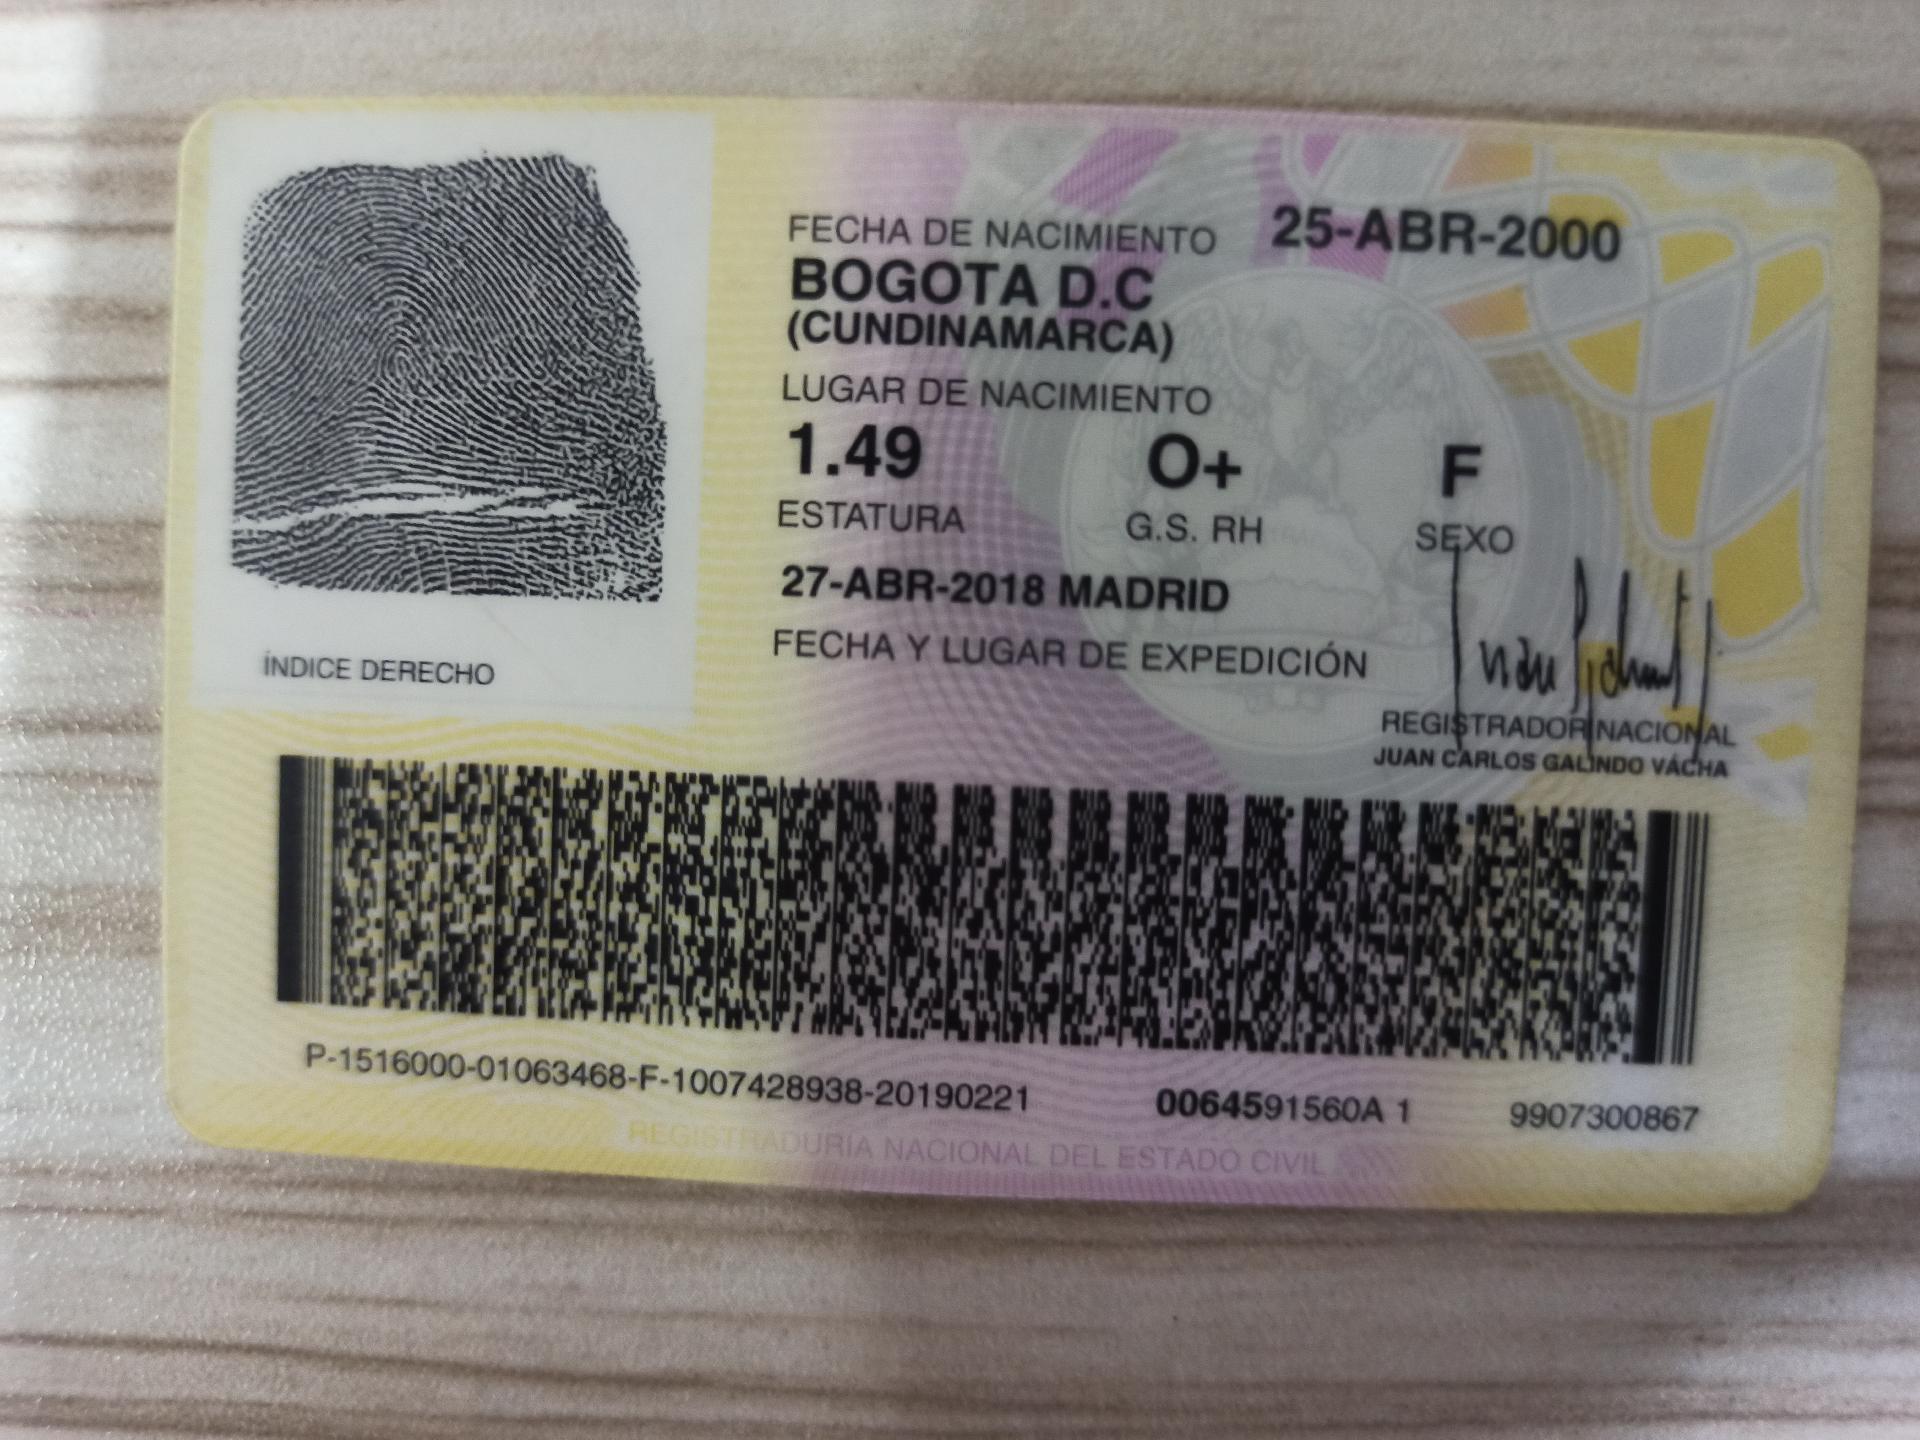 FECHA DE NACIMIENTO 25-ABR-2000
BOGOTA D.C
(CUNDINAMARCA)
LUGAR DE NACIMIENTO
1.49 O+ F
ESTATURA G.S. RH SEXO
27-ABR-2018 MADRID
FECHA Y LUGAR DE EXPEDICIÓN
ÍNDICE DERECHO
REGISTRADOR NACIONAL
JUAN CARLOS GALINDO VÁCHA
P-1516000-01063468-F-1007428938-20190221 0064591560A 1 9907300867
REGISTRADURÍA NACIONAL DEL ESTADO CIVIL